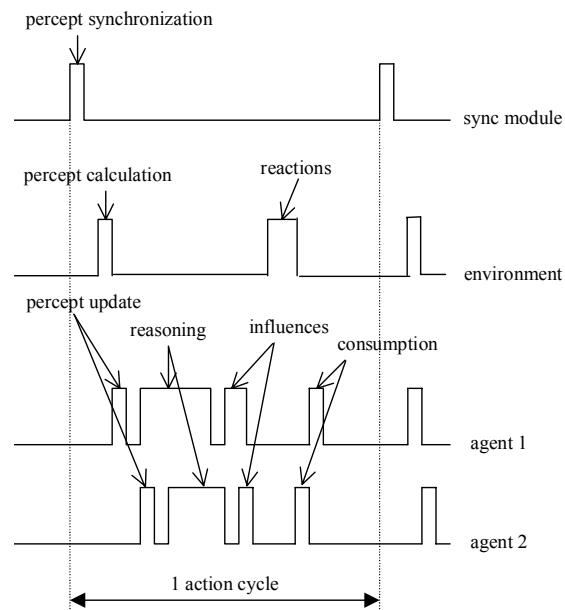 percept synchronization
sync module
percept calculation
reactions
environment
percept update
reasoning
influences
consumption
agent 1
agent 2
1 action cycle